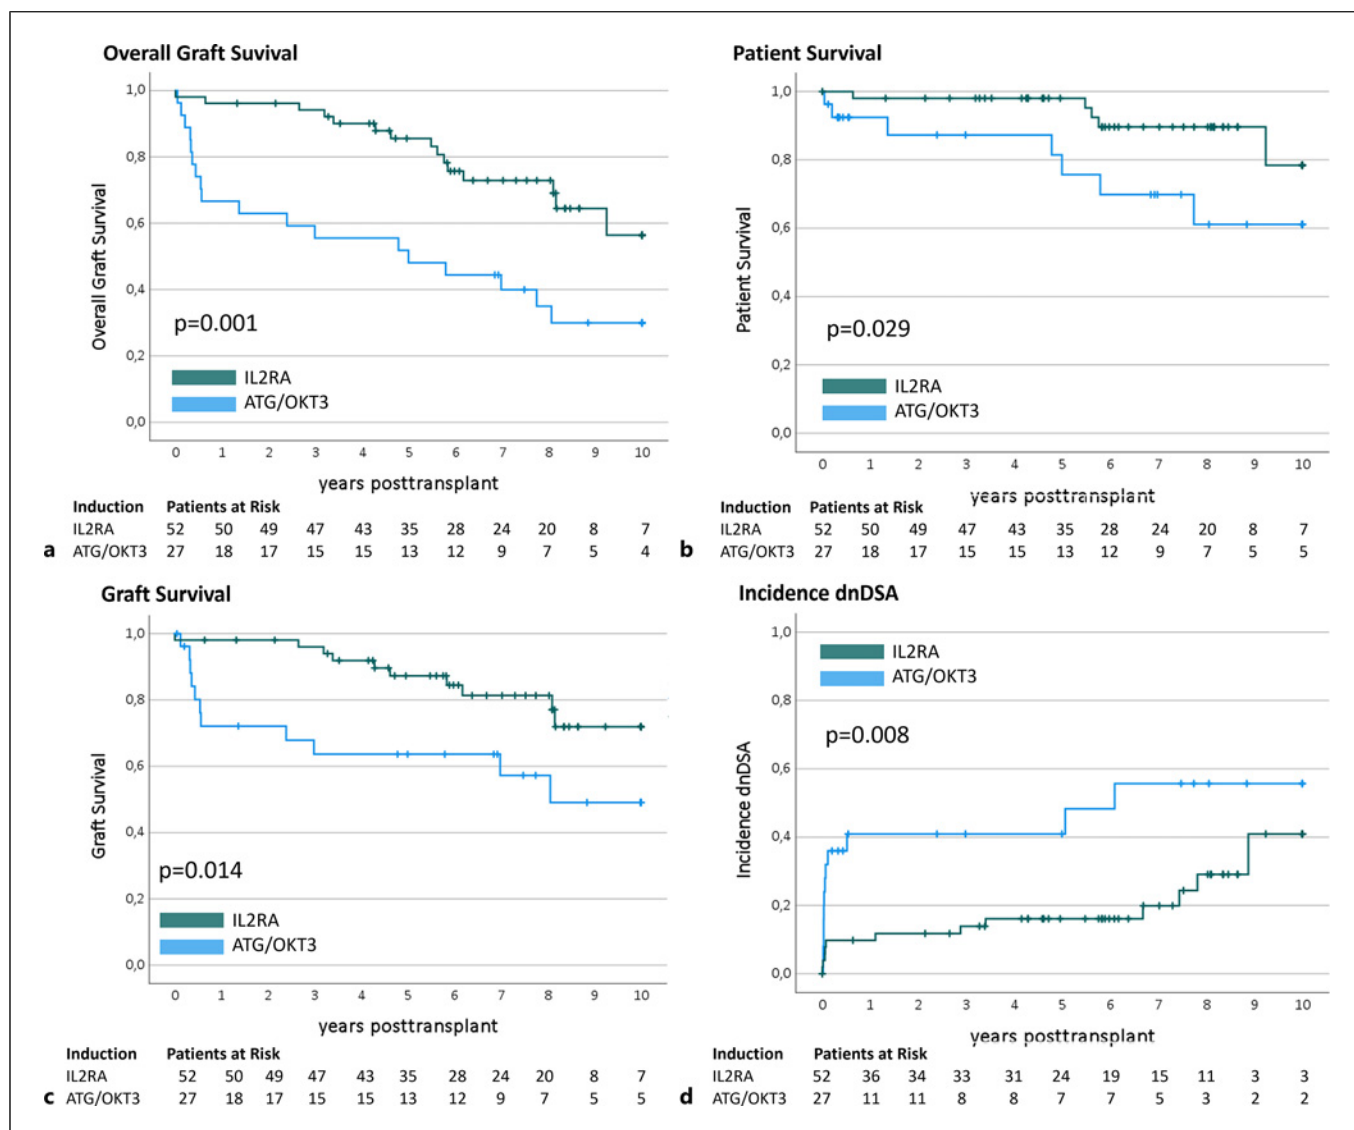 Overall Graft Suvival
Overall Graft Survival
1,0
0,8
0,6
0,4
0,2
0,0
p=0.001
IL2RA
ATG/OKT3
0 1 2 3 4 5 6 7 8 9 10
years posttransplant
Induction Patients at Risk
IL2RA 52 50 49 47 43 35 28 24 20 8 7
a ATG/OKT3 27 18 17 15 15 13 12 9 7 5 4
Patient Survival
Patient Survival
1,0
0,8
0,6
0,4
0,2
0,0
p=0.029
IL2RA
ATG/OKT3
0 1 2 3 4 5 6 7 8 9 10
years posttransplant
Induction Patients at Risk
IL2RA 52 50 49 47 43 35 28 24 20 8 7
b ATG/OKT3 27 18 17 15 15 13 12 9 7 5 5
Graft Survival
Graft Survival
1,0
0,8
0,6
0,4
0,2
0,0
p=0.014
IL2RA
ATG/OKT3
0 1 2 3 4 5 6 7 8 9 10
years posttransplant
Induction Patients at Risk
IL2RA 52 50 49 47 43 35 28 24 20 8 7
c ATG/OKT3 27 18 17 15 15 13 12 9 7 5 5
Incidence dnDSA
Incidence dnDSA
1,0
0,8
0,6
0,4
0,2
0,0
IL2RA
ATG/OKT3
p=0.008
0 1 2 3 4 5 6 7 8 9 10
years posttransplant
Induction Patients at Risk
IL2RA 52 36 34 33 31 24 19 15 11 3 3
d ATG/OKT3 27 11 11 8 8 7 7 5 3 2 2